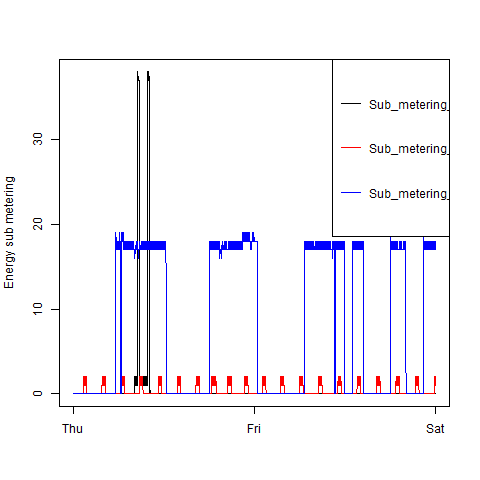 Energy sub metering
30
20
10
0
Sub_metering_
Sub_metering_
Sub_metering_
Thu
Fri
Sat